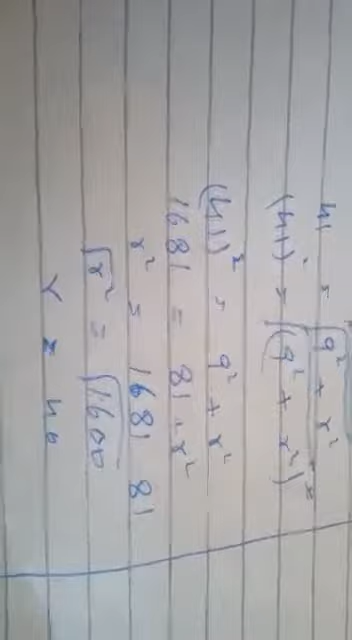 41 = √9² + r²
(41)² = √(9² + r²)²
(41)² = 9² + r²
1681 = 81 + r²
r² = 1681 81
√r² = √1600
r = 40